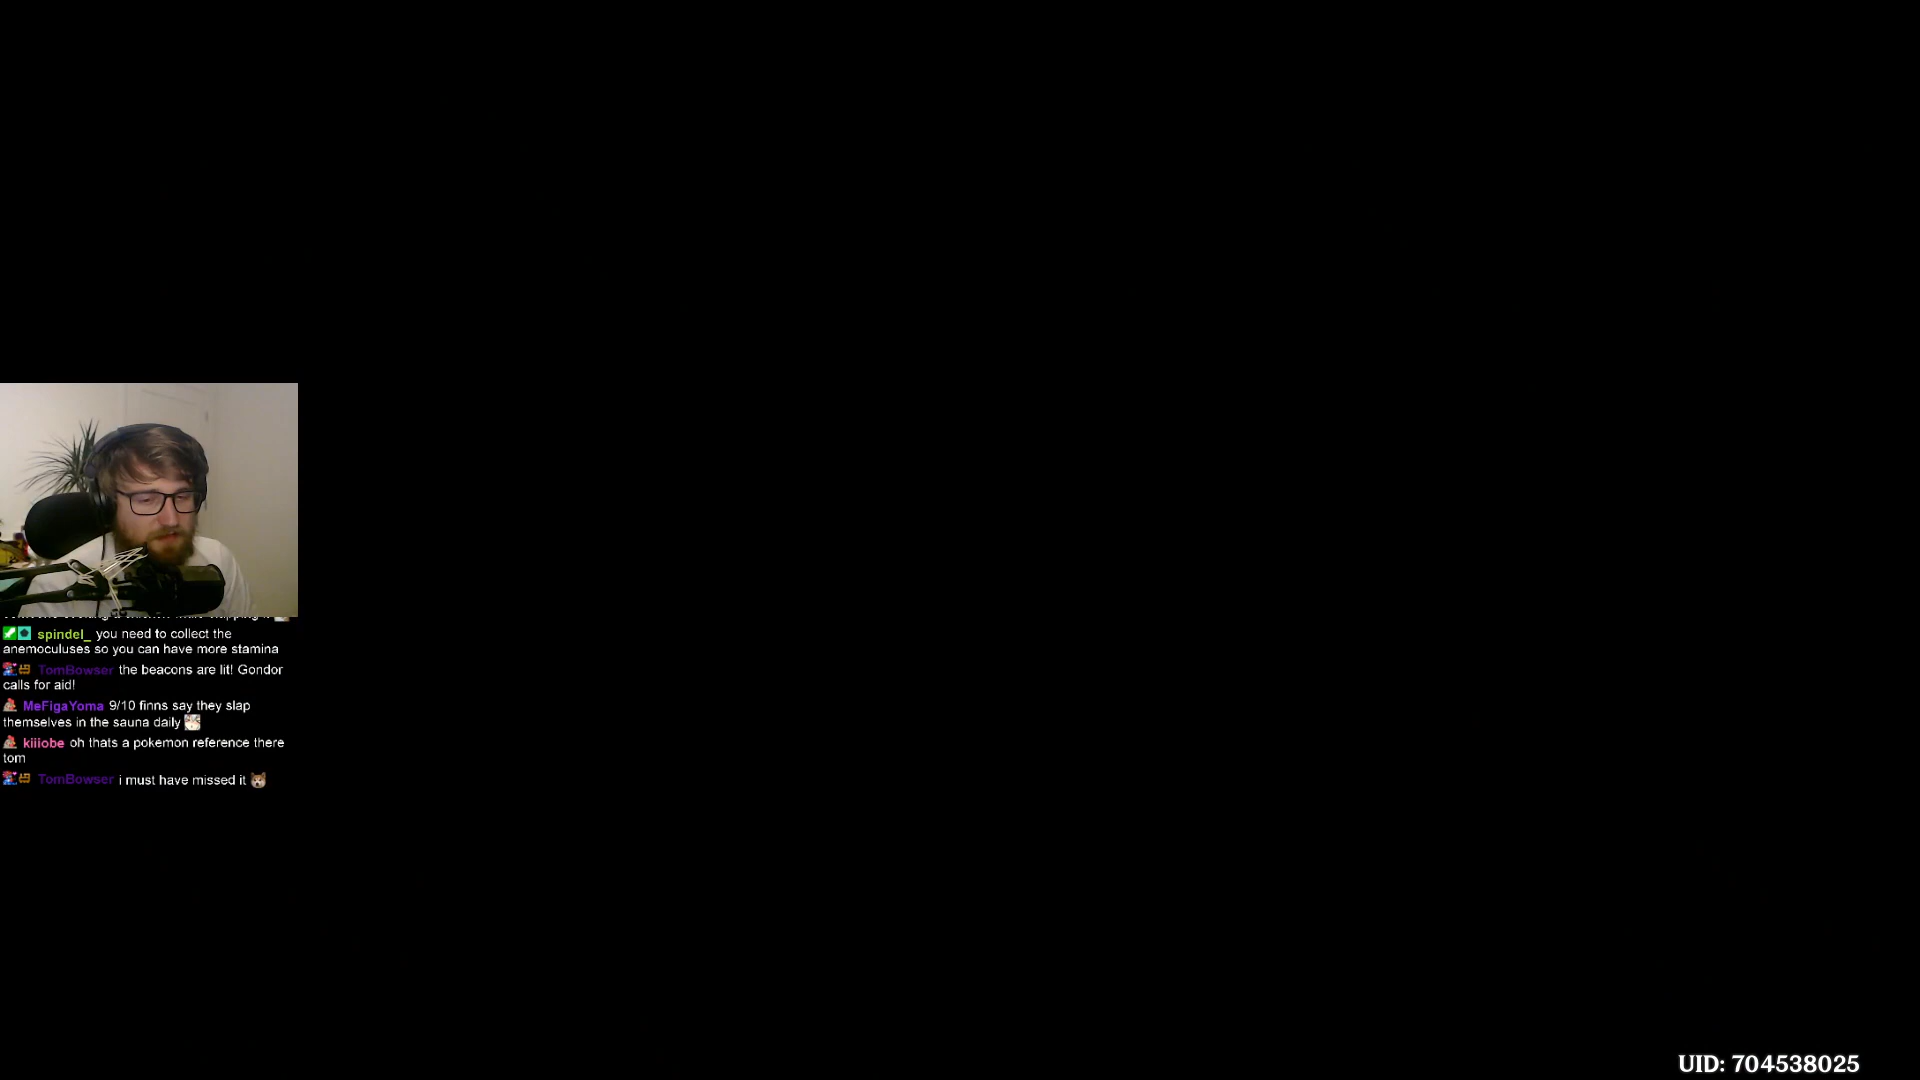 spindel_ you need to collect the
anemoculuses so you can have more stamina
TomBowser the beacons are lit! Gondor
calls for aid!
MeFigaYoma 9/10 finns say they slap
themselves in the sauna daily
kiiiobe oh thats a pokemon reference there
tom
TomBowser i must have missed it
UID: 704538025